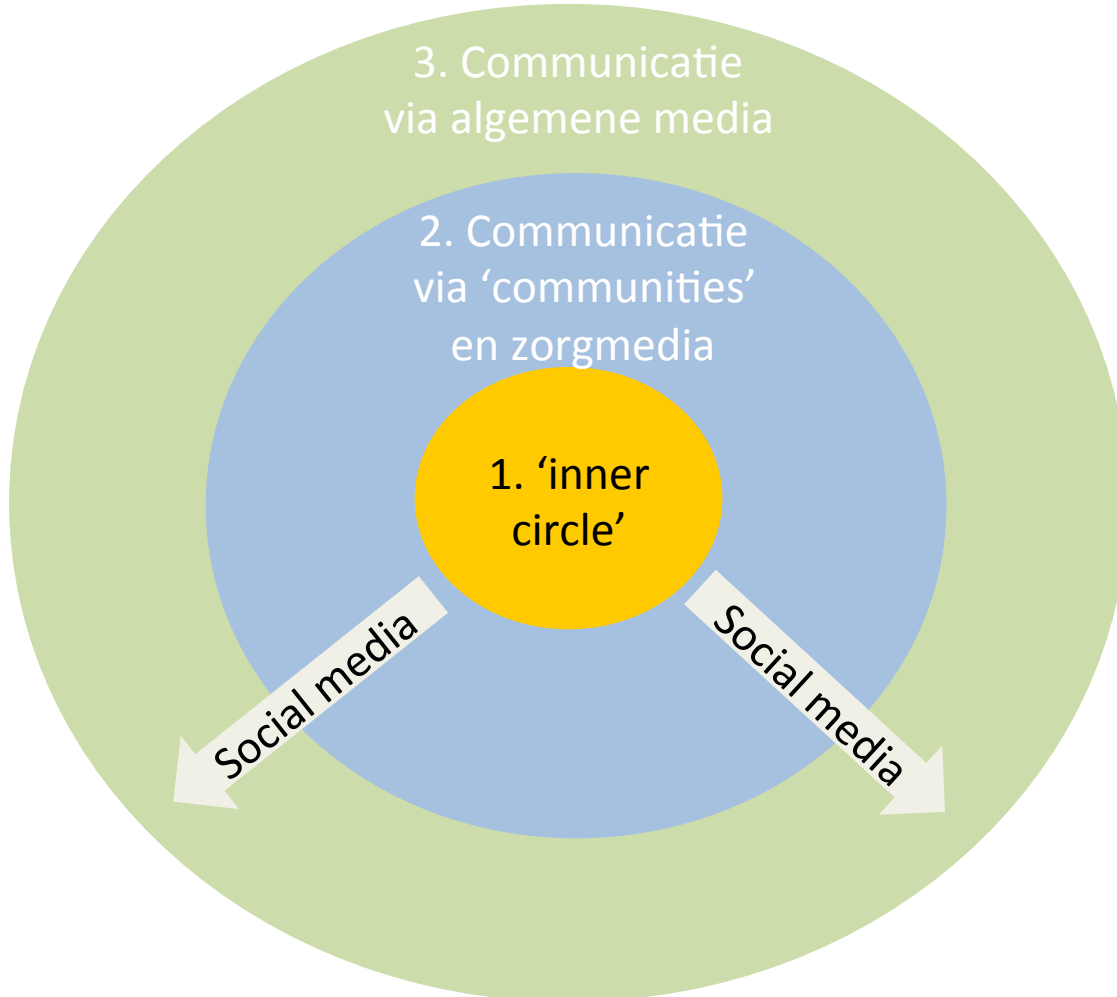 3. Communicatie
via algemene media
2. Communicatie
via ‘communities’
en zorgmedia
1. ‘inner
circle’
Social media
Social media